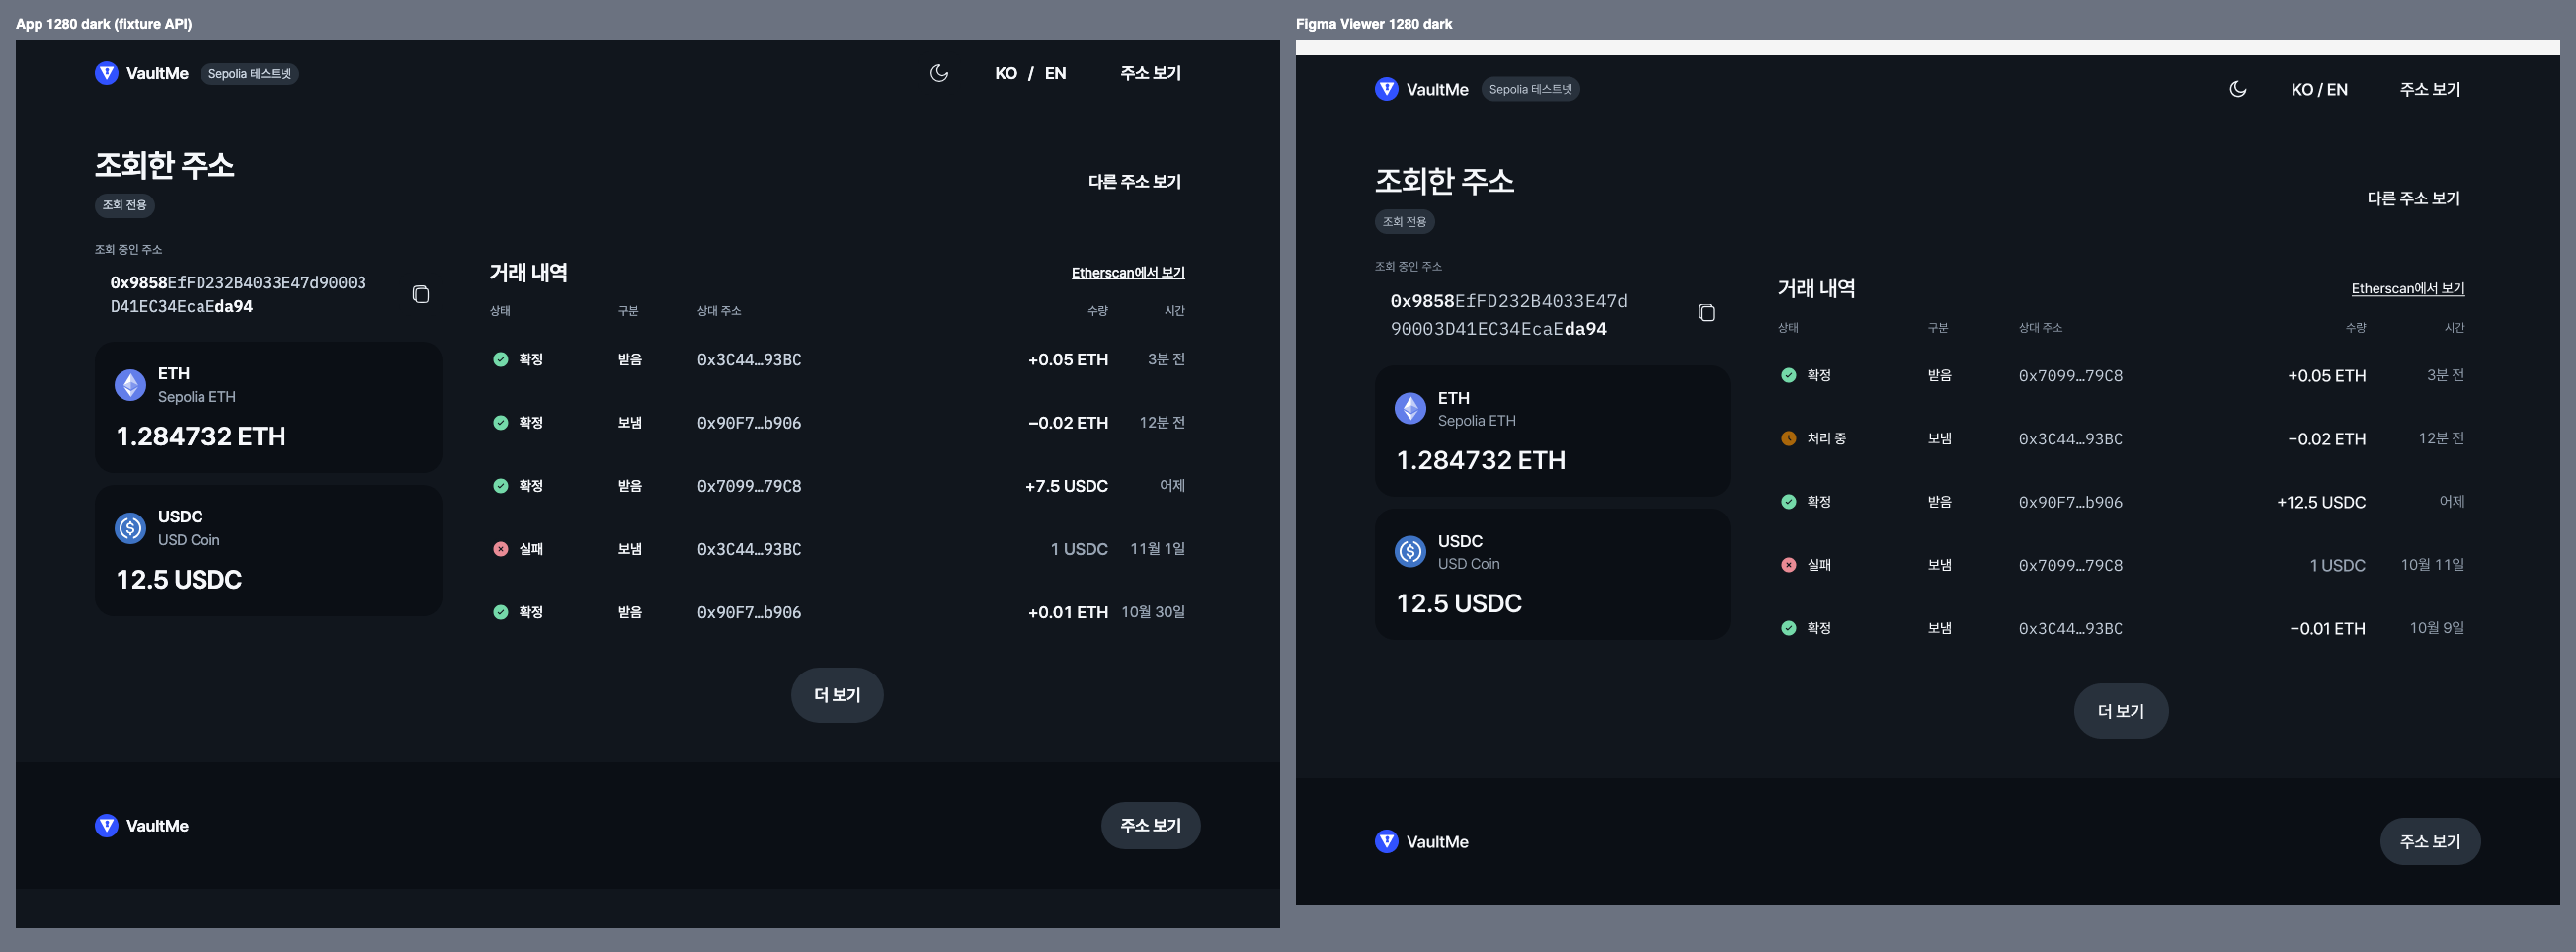 App 1280 dark (fixture API)
VaultMe Sepolia 테스트넷 KO / EN 주소 보기
조회한 주소
다른 주소 보기
조회 전용
조회 중인 주소
0x9858EfFD232B4033E47d90003
D41EC34EcaEda94
ETH
Sepolia ETH
1.284732 ETH
USDC
USD Coin
12.5 USDC
거래 내역 Etherscan에서 보기
상태 구분 상대 주소 수량 시간
확정 받음 0x3C44…93BC +0.05 ETH 3분 전
확정 보냄 0x90F7…b906 −0.02 ETH 12분 전
확정 받음 0x7099…79C8 +7.5 USDC 어제
실패 보냄 0x3C44…93BC 1 USDC 11월 1일
확정 받음 0x90F7…b906 +0.01 ETH 10월 30일
더 보기
VaultMe 주소 보기
Figma Viewer 1280 dark
VaultMe Sepolia 테스트넷 KO / EN 주소 보기
조회한 주소
다른 주소 보기
조회 전용
조회 중인 주소
0x9858EfFD232B4033E47d
90003D41EC34EcaEda94
ETH
Sepolia ETH
1.284732 ETH
USDC
USD Coin
12.5 USDC
거래 내역 Etherscan에서 보기
상태 구분 상대 주소 수량 시간
확정 받음 0x7099…79C8 +0.05 ETH 3분 전
처리 중 보냄 0x3C44…93BC −0.02 ETH 12분 전
확정 받음 0x90F7…b906 +12.5 USDC 어제
실패 보냄 0x7099…79C8 1 USDC 10월 11일
확정 보냄 0x3C44…93BC −0.01 ETH 10월 9일
더 보기
VaultMe 주소 보기